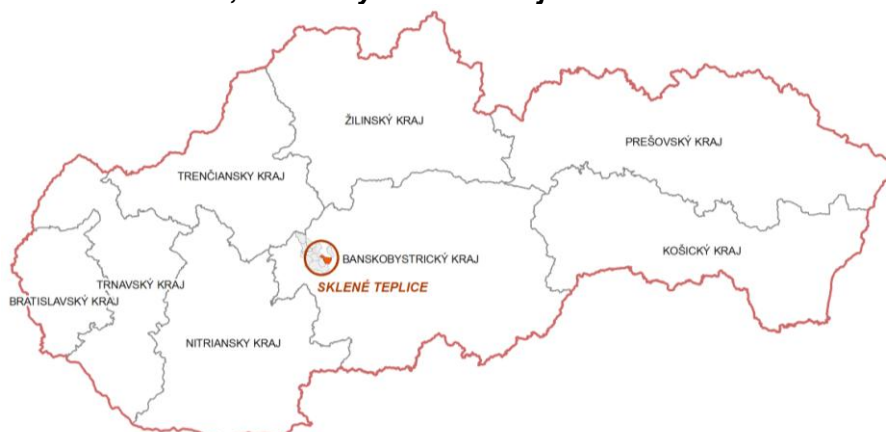 ŽILINSKÝ KRAJ
PREŠOVSKÝ KRAJ
TRENČIANSKY KRAJ
KOŠICKÝ KRAJ
BANSKOBYSTRICKÝ KRAJ
TRNAVSKÝ KRAJ
SKLENÉ TEPLICE
BRATISLAVSKÝ KRAJ
NITRIANSKY KRAJ